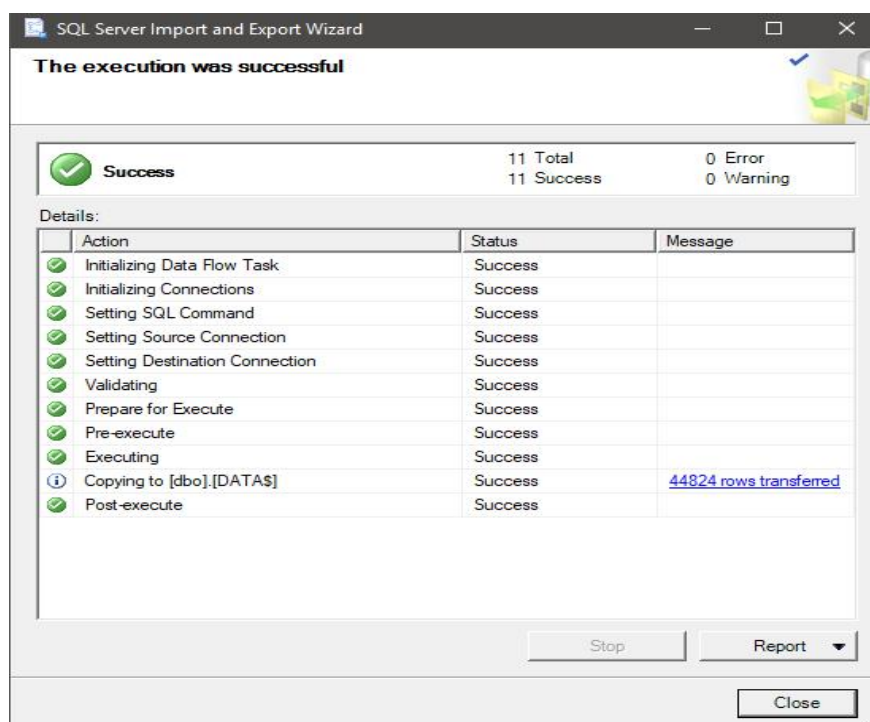 SQL Server Import and Export Wizard
The execution was successful
Success
11 Total
0 Error
11 Success
0 Warning
Details:
Action Status Message
Initializing Data Flow Task Success
Initializing Connections Success
Setting SQL Command Success
Setting Source Connection Success
Setting Destination Connection Success
Validating Success
Prepare for Execute Success
Pre-execute Success
Executing Success
Copying to [dbo].[DATA$] Success 44824 rows transferred
Post-execute Success
Stop
Report
Close